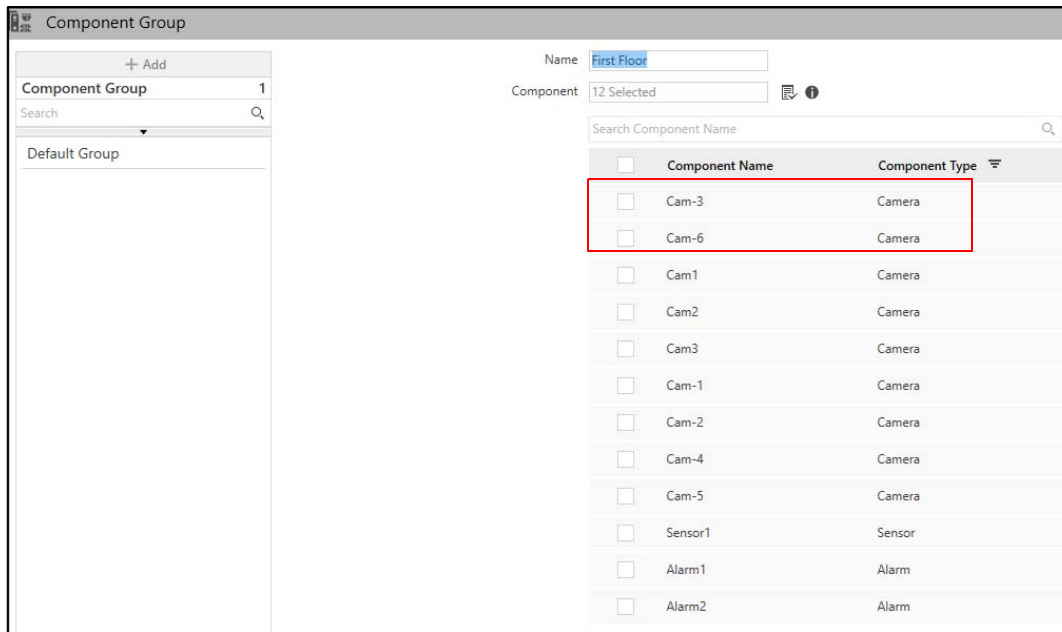 Component Group
+ Add
Component Group 1
Search
Default Group
Name First Floor
Component 12 Selected
Search Component Name
Component Name Component Type
Cam-3 Camera
Cam-6 Camera
Cam1 Camera
Cam2 Camera
Cam3 Camera
Cam-1 Camera
Cam-2 Camera
Cam-4 Camera
Cam-5 Camera
Sensor1 Sensor
Alarm1 Alarm
Alarm2 Alarm